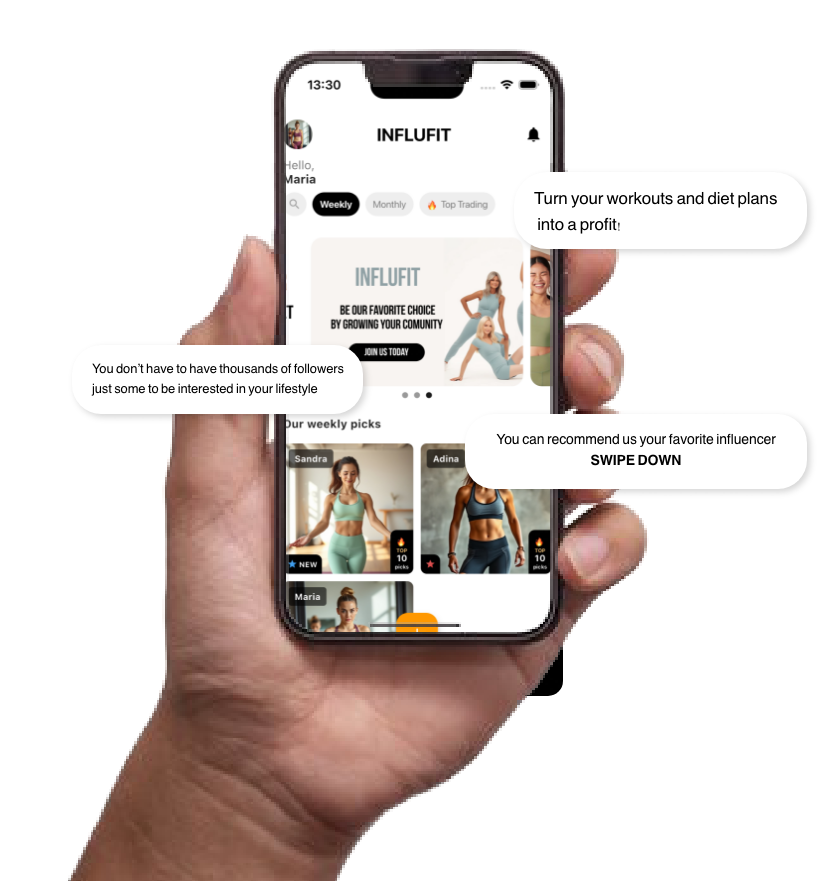 13:30
INFLUFIT
Hello,
Maria
Weekly
Monthly
Top Trading
Turn your workouts and diet plans
into a profit!
INFLUFIT
BE OUR FAVORITE CHOICE
BY GROWING YOUR COMUNITY
JOIN US TODAY
ET
You don't have to have thousands of followers
just some to be interested in your lifestyle
Our weekly picks
You can recommend us your favorite influencer
SWIPE DOWN
Sandra
Adina
NEW
TOP
10
picks
TOP
10
picks
Maria